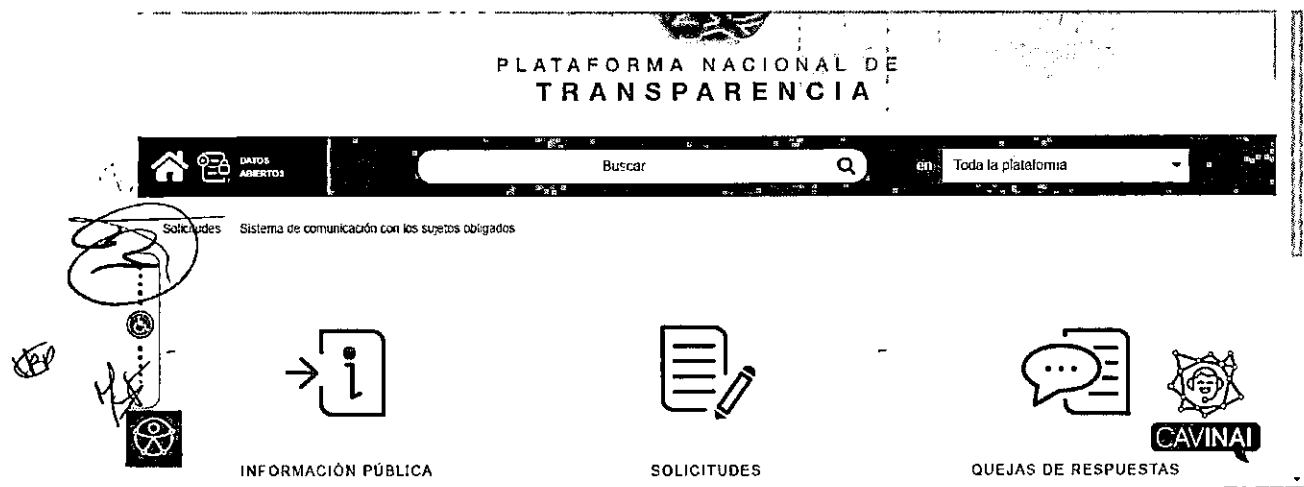 PLATAFORMA NACIONAL DE
TRANSPARENCIA
DATOS
ABIERTOS
Buscar
en
Toda la plataforma
Solicitudes
Sistema de comunicación con los sujetos obligados
CAVINAI
INFORMACIÓN PÚBLICA
SOLICITUDES
QUEJAS DE RESPUESTAS